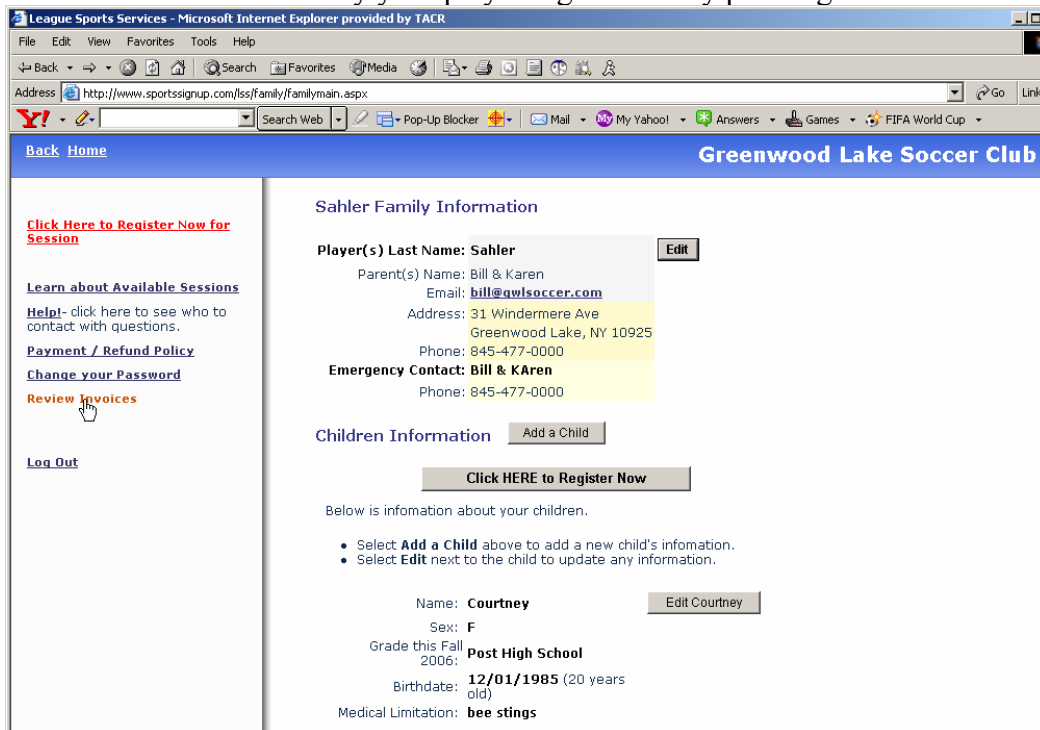 League Sports Services - Microsoft Internet Explorer provided by TACR
File Edit View Favorites Tools Help
Back Search Favorites Media
Address http://www.sportssignup.com/lss/family/familymain.aspx Go Link
Y! Search Web Pop-Up Blocker Mail My Yahoo! Answers Games FIFA World Cup
Back Home
Greenwood Lake Soccer Club
Click Here to Register Now for
Session
Learn about Available Sessions
Help!- click here to see who to
contact with questions.
Payment / Refund Policy
Change your Password
Review Invoices
Log Out
Sahler Family Information
Player(s) Last Name: Sahler Edit
Parent(s) Name: Bill & Karen
Email: bill@gwlsoccer.com
Address: 31 Windermere Ave
Greenwood Lake, NY 10925
Phone: 845-477-0000
Emergency Contact: Bill & KAren
Phone: 845-477-0000
Children Information Add a Child
Click HERE to Register Now
Below is infomation about your children.
• Select Add a Child above to add a new child's infomation.
• Select Edit next to the child to update any information.
Name: Courtney Edit Courtney
Sex: F
Grade this Fall
2006: Post High School
Birthdate: 12/01/1985 (20 years
old)
Medical Limitation: bee stings